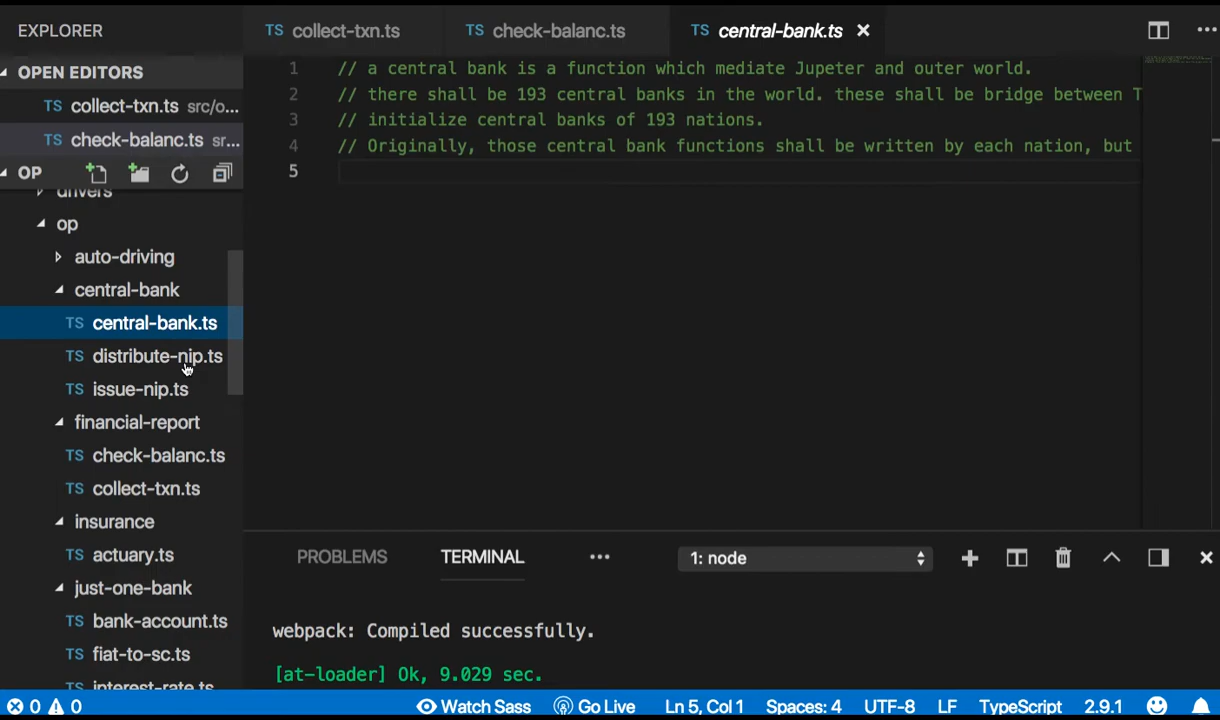 EXPLORER
TS collect-txn.ts
TS check-balanc.ts
TS central-bank.ts
OPEN EDITORS
TS collect-txn.ts src/o...
TS check-balanc.ts sr...
OP
1 // a central bank is a function which mediate Jupeter and outer world.
2 // there shall be 193 central banks in the world. these shall be bridge between T
3 // initialize central banks of 193 nations.
4 // Originally, those central bank functions shall be written by each nation, but
5
drivers
op
auto-driving
central-bank
TS central-bank.ts
TS distribute-nip.ts
TS issue-nip.ts
financial-report
TS check-balanc.ts
TS collect-txn.ts
insurance
TS actuary.ts
just-one-bank
TS bank-account.ts
TS fiat-to-sc.ts
TS interest-rate.ts
PROBLEMS TERMINAL ... 1: node
webpack: Compiled successfully.
[at-loader] Ok, 9.029 sec.
0 0 Watch Sass Go Live Ln 5, Col 1 Spaces: 4 UTF-8 LF TypeScript 2.9.1